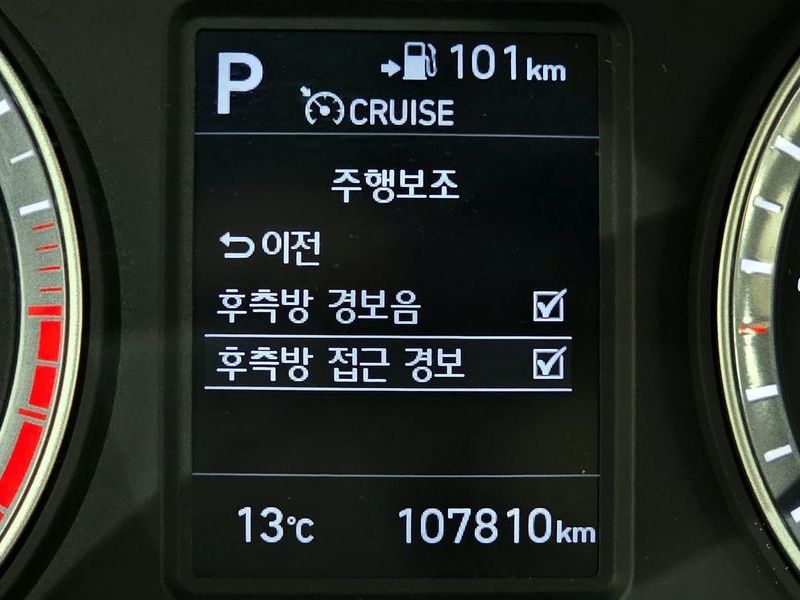 P 101km
CRUISE
주행보조
이전
후측방 경보음
후측방 접근 경보
13°C 107810km